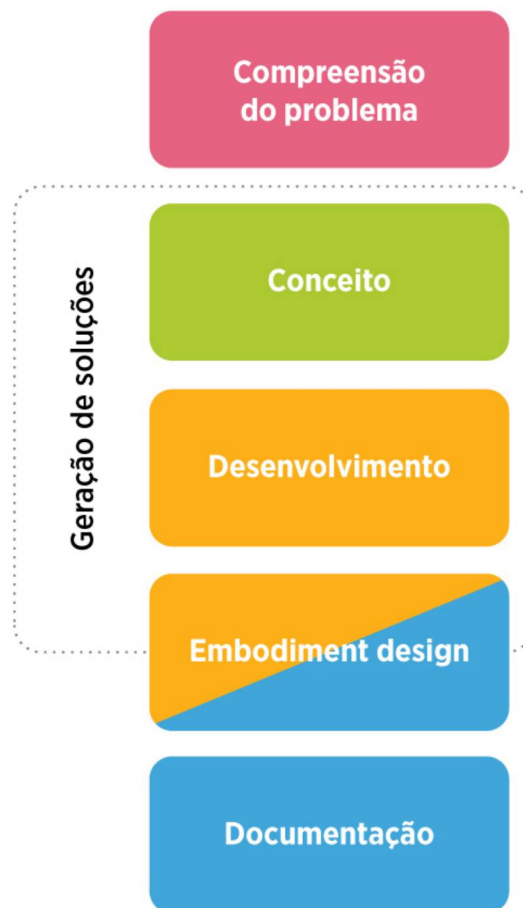 Compreensão
do problema
Geração de soluções
Conceito
Desenvolvimento
Embodiment design
Documentação